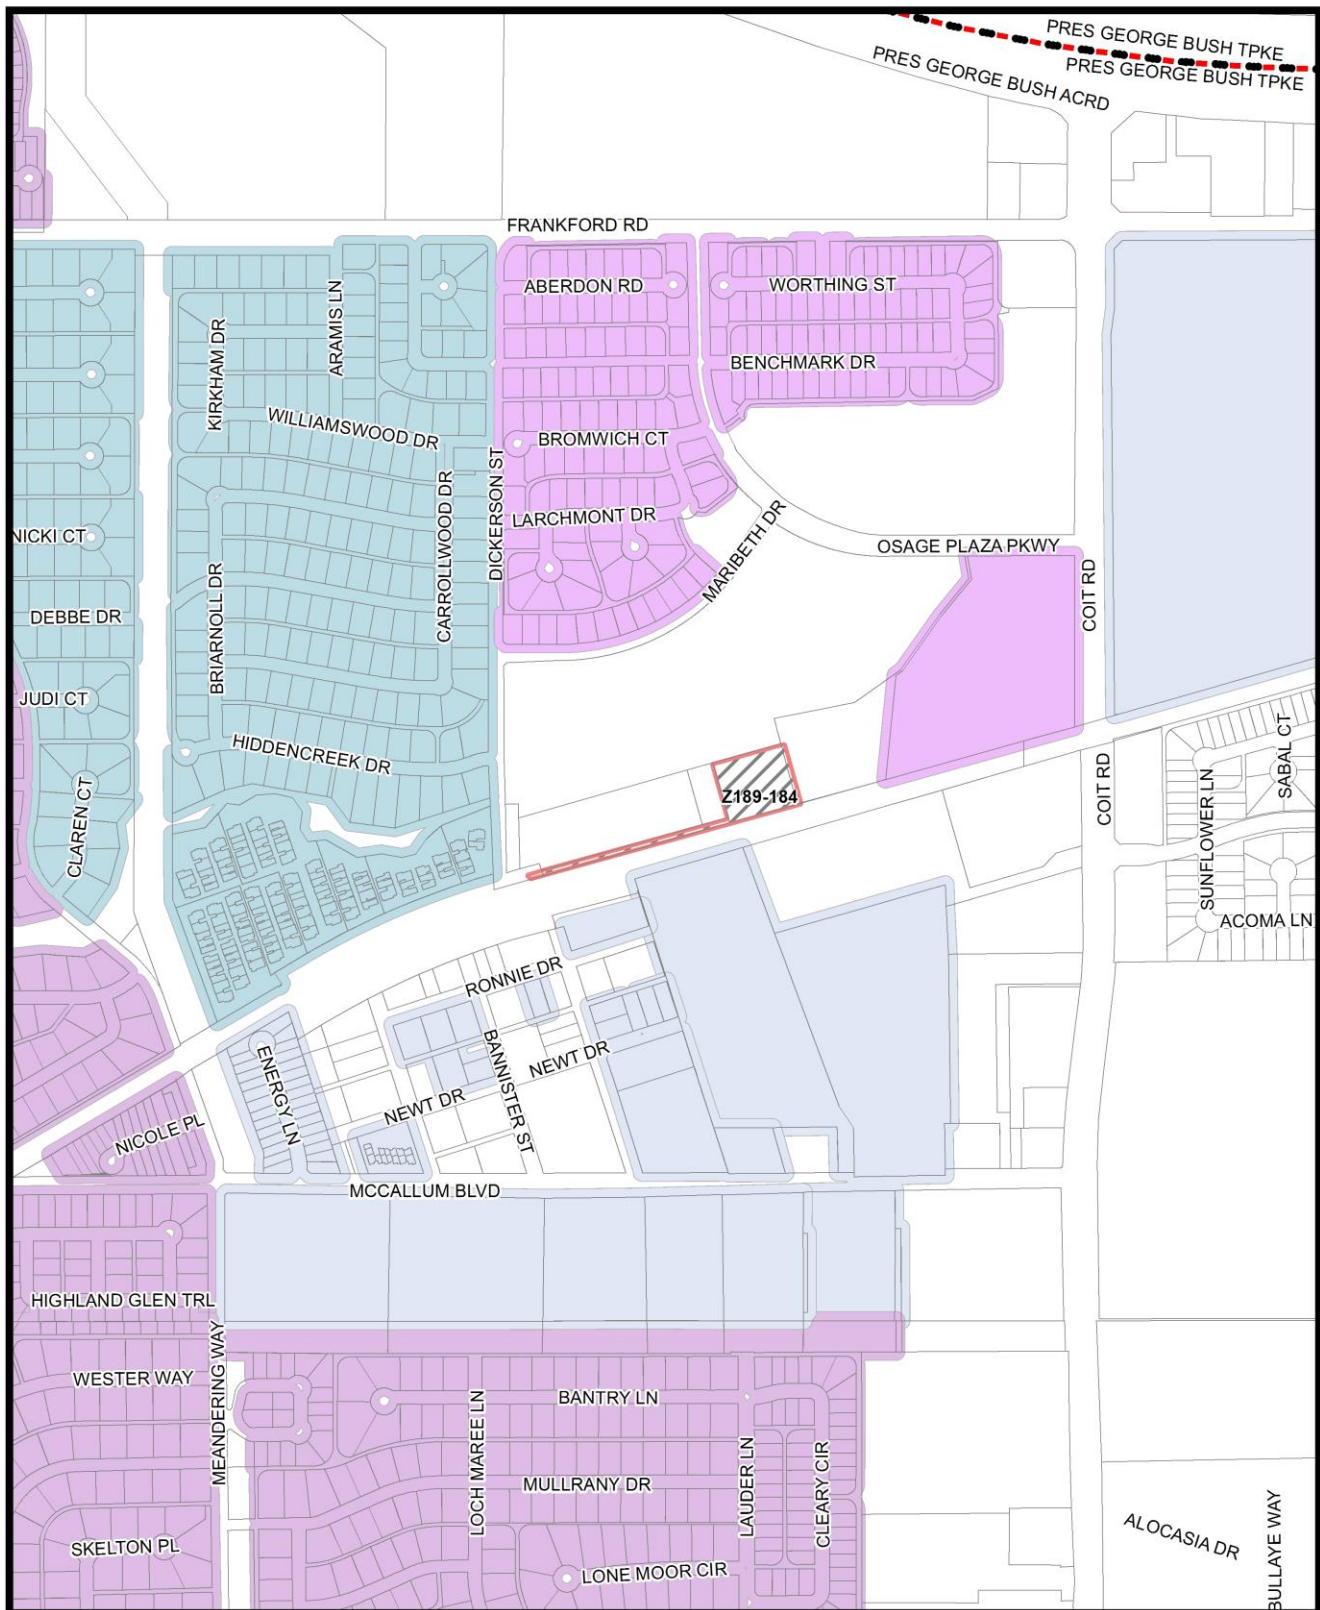 PRES GEORGE BUSH TPKE
PRES GEORGE BUSH TPKE
PRES GEORGE BUSH ACRD
FRANKFORD RD
ABERDON RD
WORTHING ST
ARAMIS LN
KIRKHAM DR
BENCHMARK DR
WILLIAMSWOOD DR
BROMWICH CT
CARROLLWOOD DR
DICKERSON ST
LARCHMONT DR
MARIBETH DR
NICKI CT
OSAGE PLAZA PKWY
COIT RD
BRIARNOLL DR
DEBBE DR
JUDI CT
HIDDENCREEK DR
SABAL CT
COIT RD
SUNFLOWER LN
Z189-184
CLAREN CT
ACOMA LN
RONNIE DR
BANNISTER ST
NEWT DR
ENERGY LN
NEWT DR
NICOLE PL
MCCALLUM BLVD
HIGHLAND GLEN TRL
MEANDERING WAY
WESTER WAY
BANTRY LN
LOCH MAREE LN
LAUDER LN
CLEARY CIR
MULLRANY DR
ALOCASIA DR
BULLAYE WAY
SKELTON PL
LONE MOOR CIR